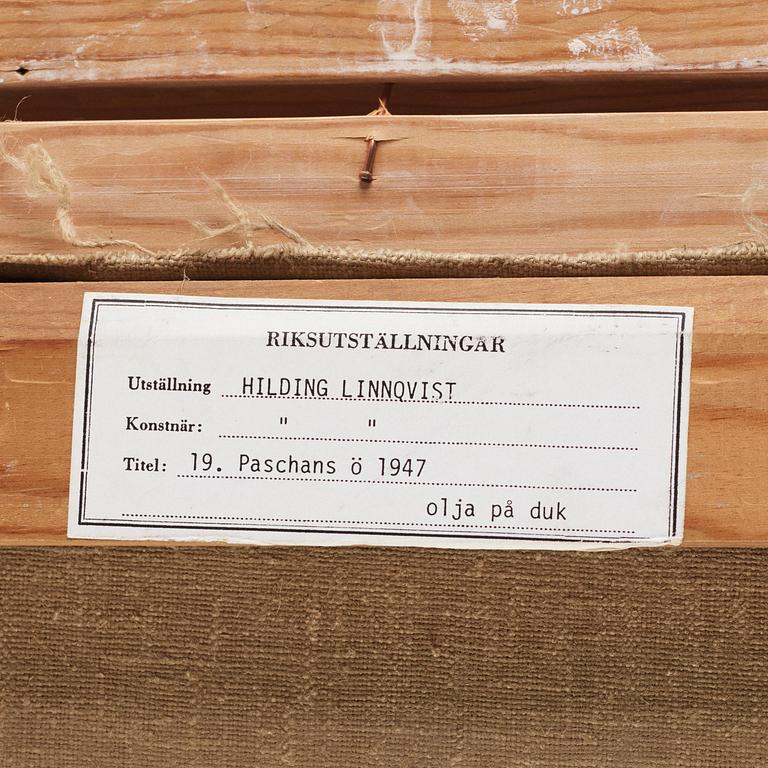 RIKSUTSTÄLLNINGAR
Utställning HILDING LINNQVIST
Konstnär: " "
Titel: 19. Paschans ö 1947
olja på duk